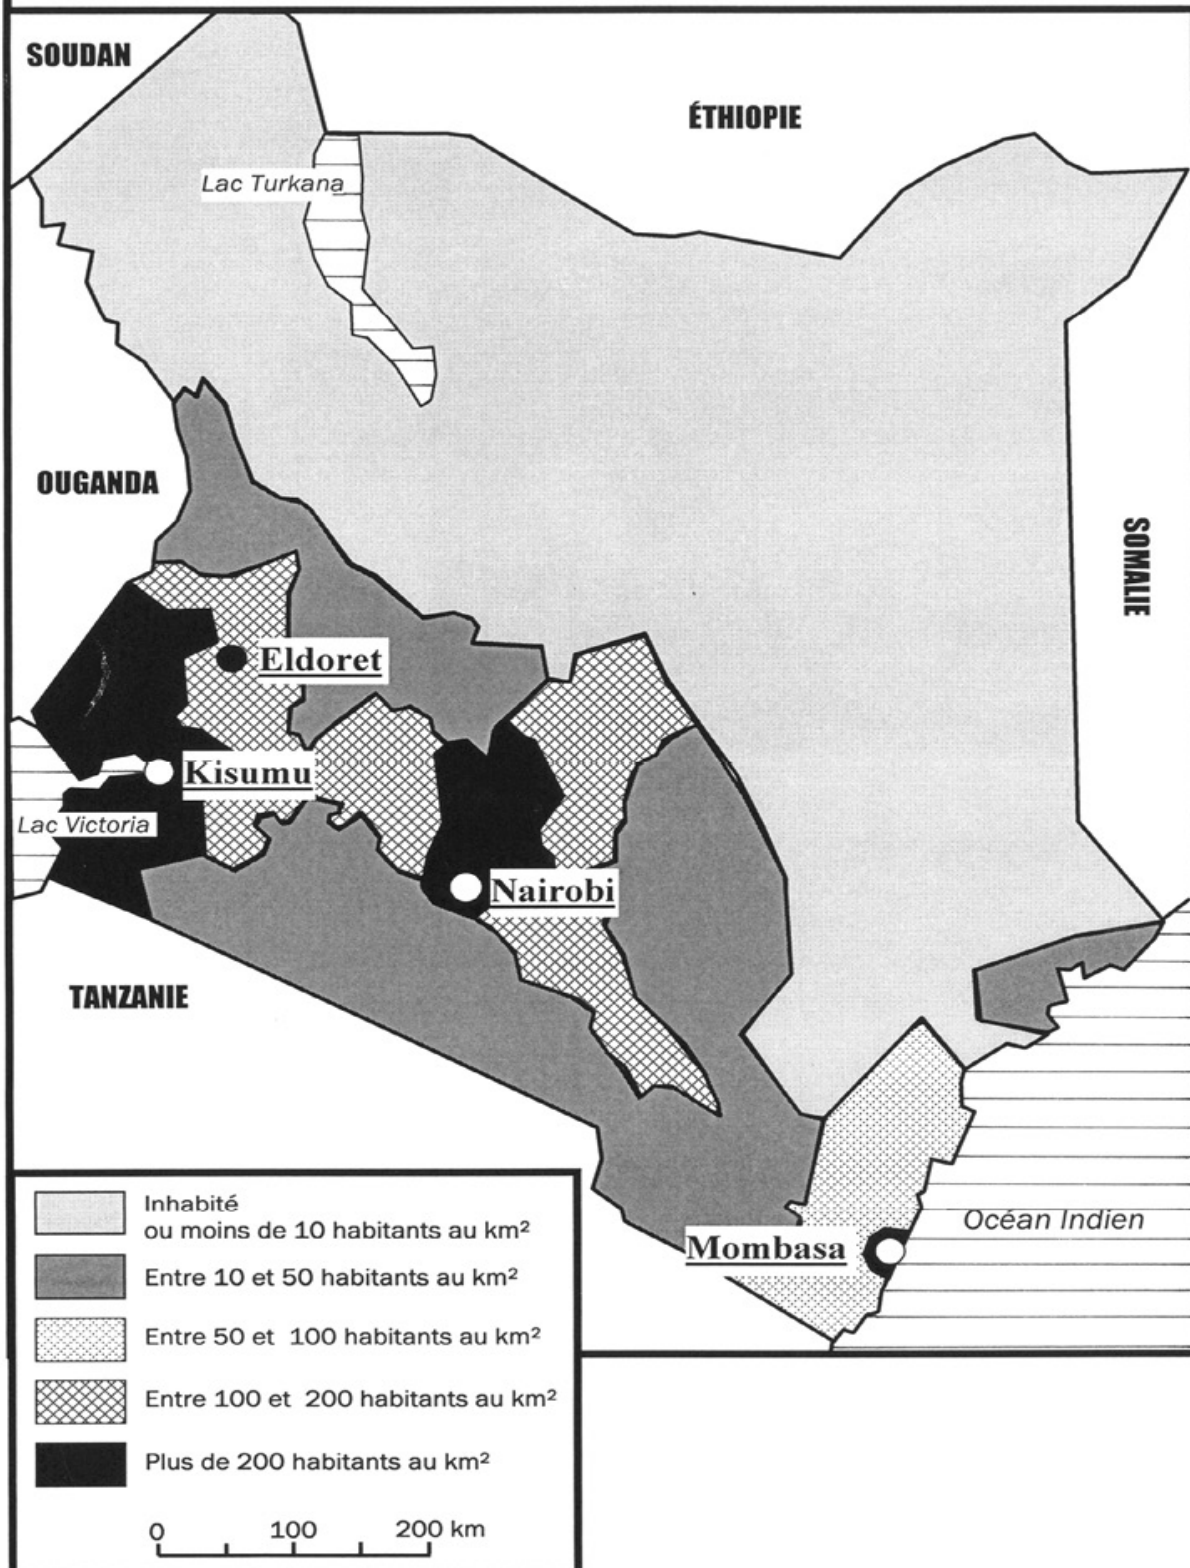 SOUDAN
ÉTHIOPIE
Lac Turkana
OUGANDA
SOMALIE
Eldoret
Kisumu
Lac Victoria
Nairobi
TANZANIE
Océan Indien
Mombasa
Inhabité
ou moins de 10 habitants au km²
Entre 10 et 50 habitants au km²
Entre 50 et 100 habitants au km²
Entre 100 et 200 habitants au km²
Plus de 200 habitants au km²
0 100 200 km